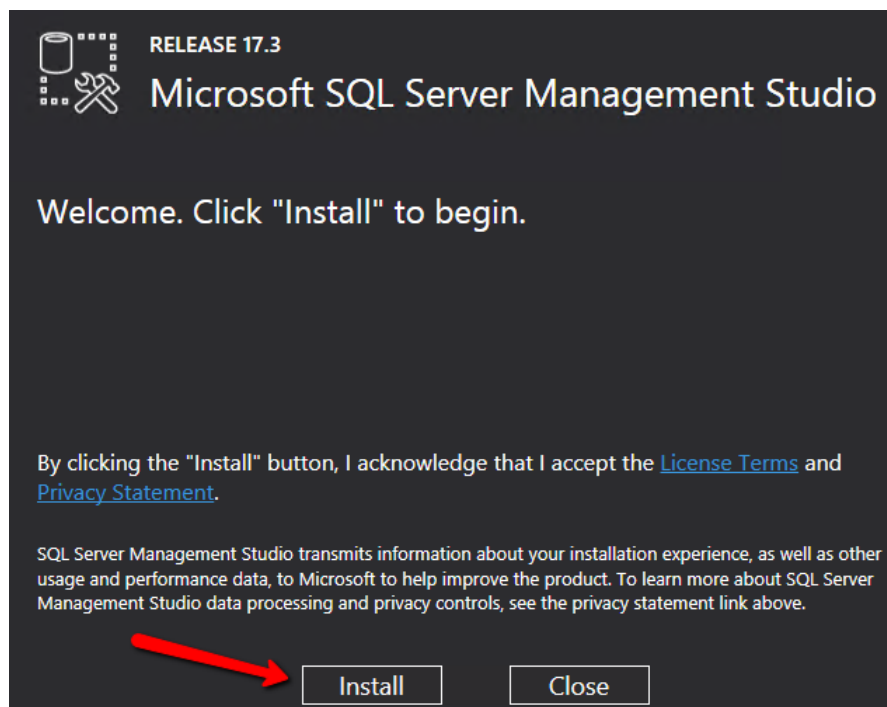 RELEASE 17.3
Microsoft SQL Server Management Studio
Welcome. Click "Install" to begin.
By clicking the "Install" button, I acknowledge that I accept the License Terms and
Privacy Statement.
SQL Server Management Studio transmits information about your installation experience, as well as other
usage and performance data, to Microsoft to help improve the product. To learn more about SQL Server
Management Studio data processing and privacy controls, see the privacy statement link above.
Install Close